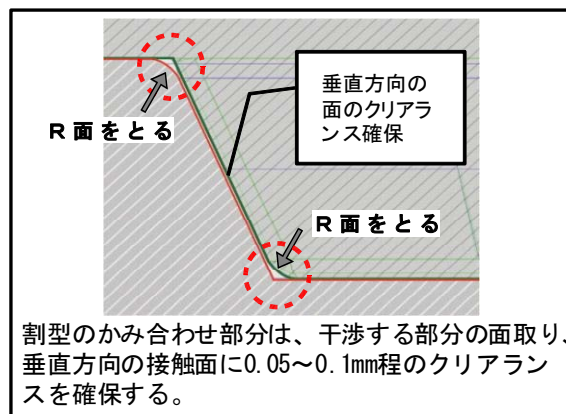 R面をとる
垂直方向の
面のクリアラ
ンス確保
R面をとる
割型のかみ合わせ部分は、干渉する部分の面取り、
垂直方向の接触面に0.05～0.1mm程のクリアラン
スを確保する。